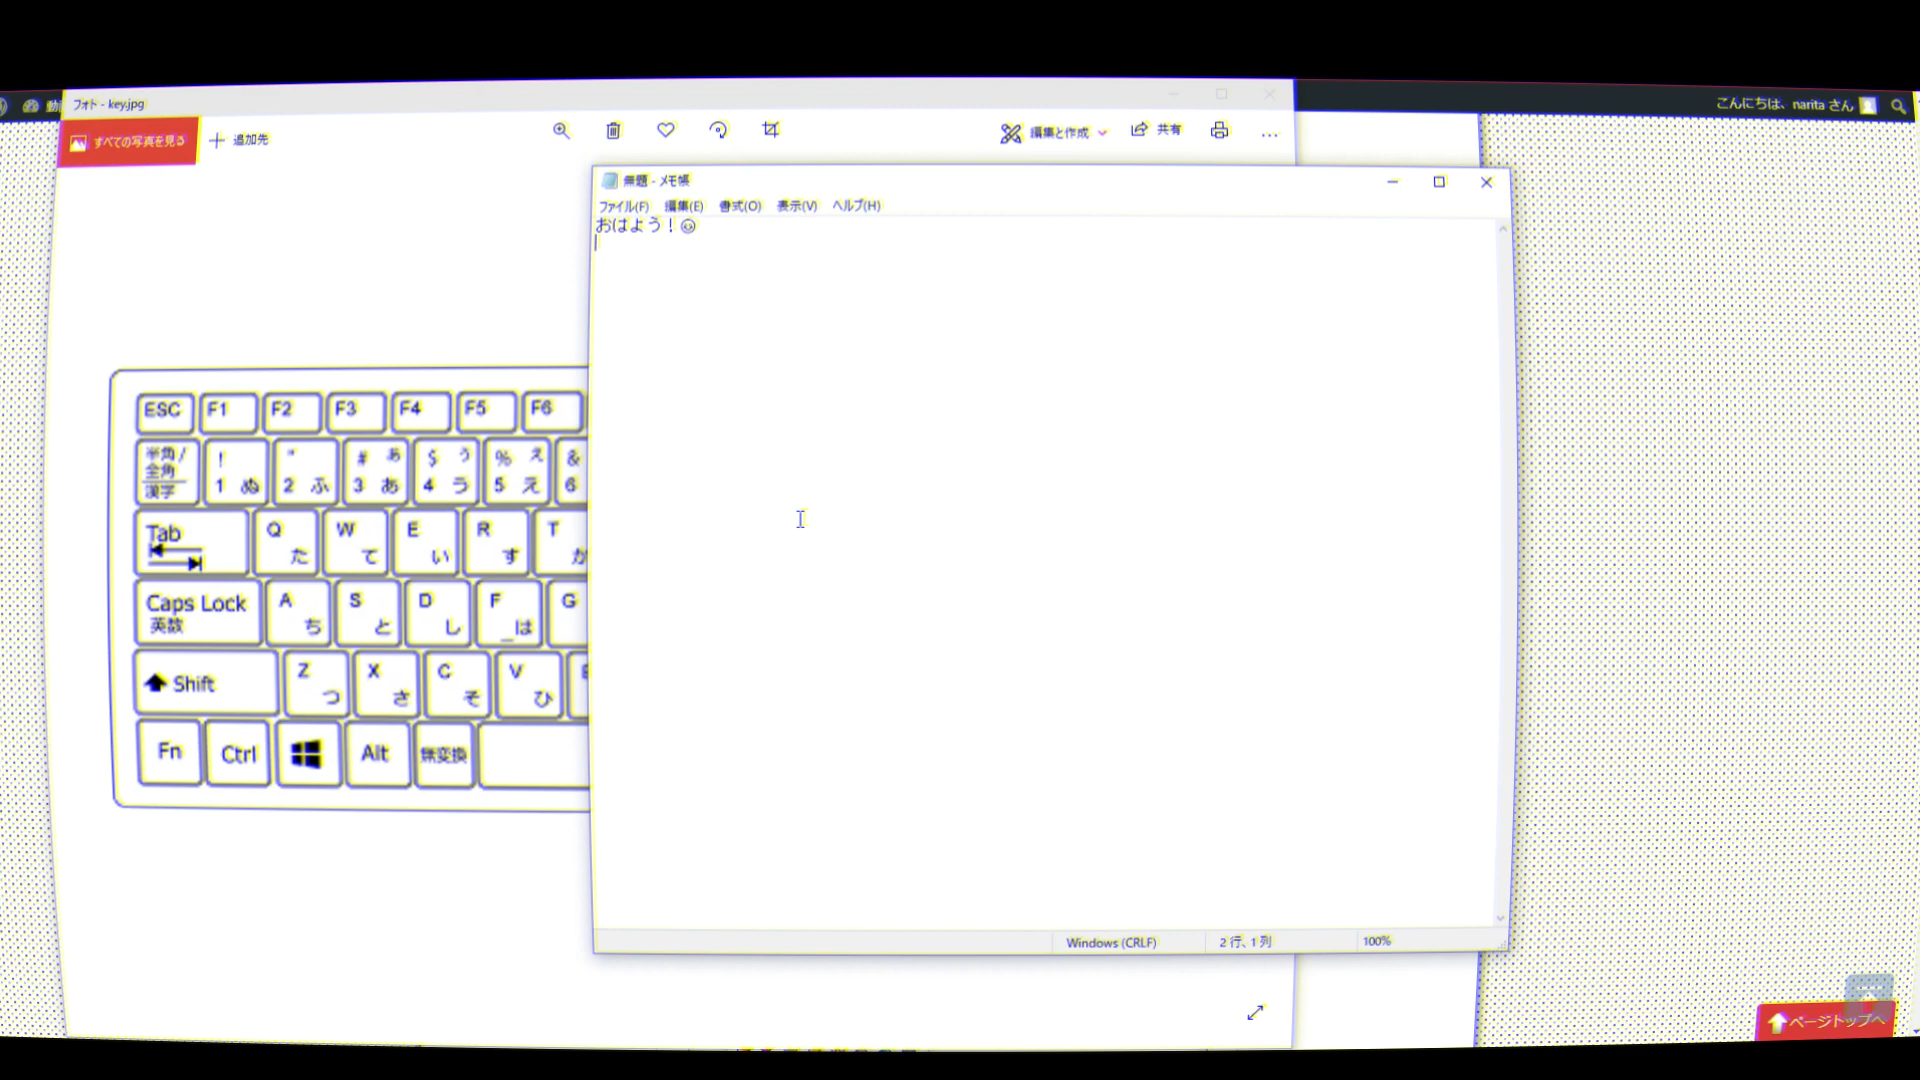 動
フォト - key.jpg
こんにちは、narita さん
すべての写真を見る
追加先
編集と作成
共有
無題 - メモ帳
ファイル(F) 編集(E) 書式(O) 表示(V) ヘルプ(H)
おはよう！☺
ESC F1 F2 F3 F4 F5 F6
半角/全角 漢字 ! 1 ぬ " 2 ふ # あ 3 あ $ ぅ 4 う % ぇ 5 え & 6
Tab Q た W て E い R す T か
Caps Lock 英数 A ち S と D し F _ は G
Shift Z つ X さ C そ V ひ
Fn Ctrl Alt 無変換
Windows (CRLF) 2 行、1 列 100%
ページトップへ